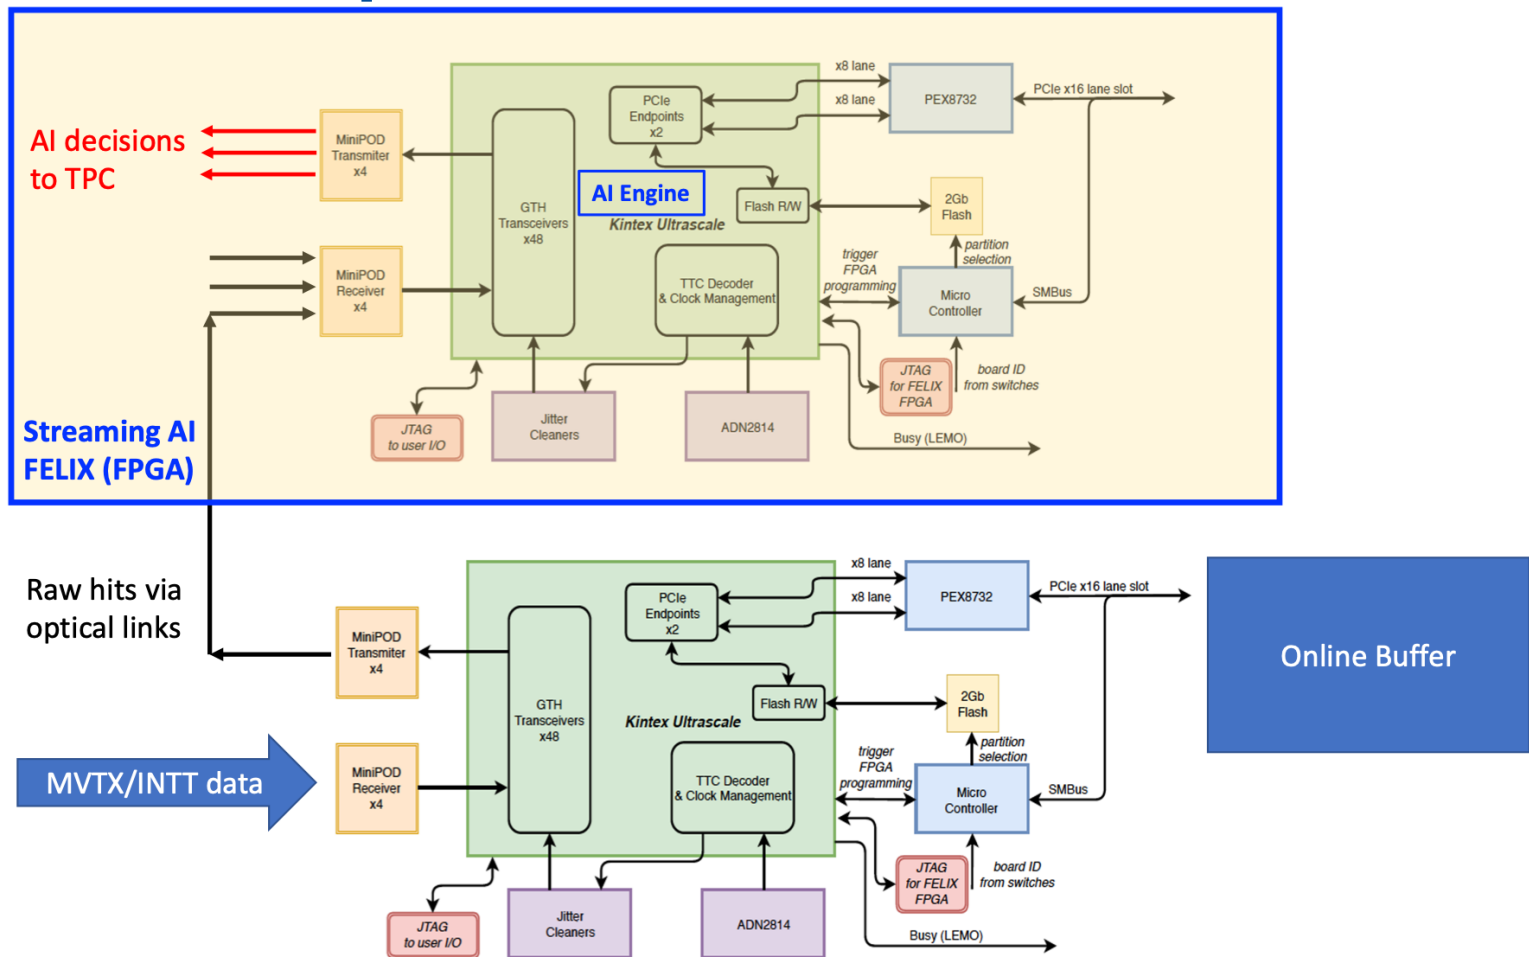 x8 lane
PCIe
Endpoints
x2
x8 lane
PEX8732
PCIe x16 lane slot
AI decisions
to TPC
MiniPOD
Transmiter
x4
AI Engine
GTH
Transceivers
x48
Flash R/W
2Gb
Flash
Kintex Ultrascale
partition
selection
MiniPOD
Receiver
x4
TTC Decoder
& Clock Management
trigger
FPGA
programming
Micro
Controller
SMBus
JTAG
for FELIX
FPGA
board ID
from switches
Streaming AI
FELIX (FPGA)
JTAG
to user I/O
Jitter
Cleaners
ADN2814
Busy (LEMO)
Raw hits via
optical links
x8 lane
PCIe
Endpoints
x2
x8 lane
PEX8732
PCIe x16 lane slot
Online Buffer
MiniPOD
Transmiter
x4
GTH
Transceivers
x48
Flash R/W
2Gb
Flash
Kintex Ultrascale
partition
selection
MVTX/INTT data
MiniPOD
Receiver
x4
TTC Decoder
& Clock Management
trigger
FPGA
programming
Micro
Controller
SMBus
JTAG
for FELIX
FPGA
board ID
from switches
JTAG
to user I/O
Jitter
Cleaners
ADN2814
Busy (LEMO)